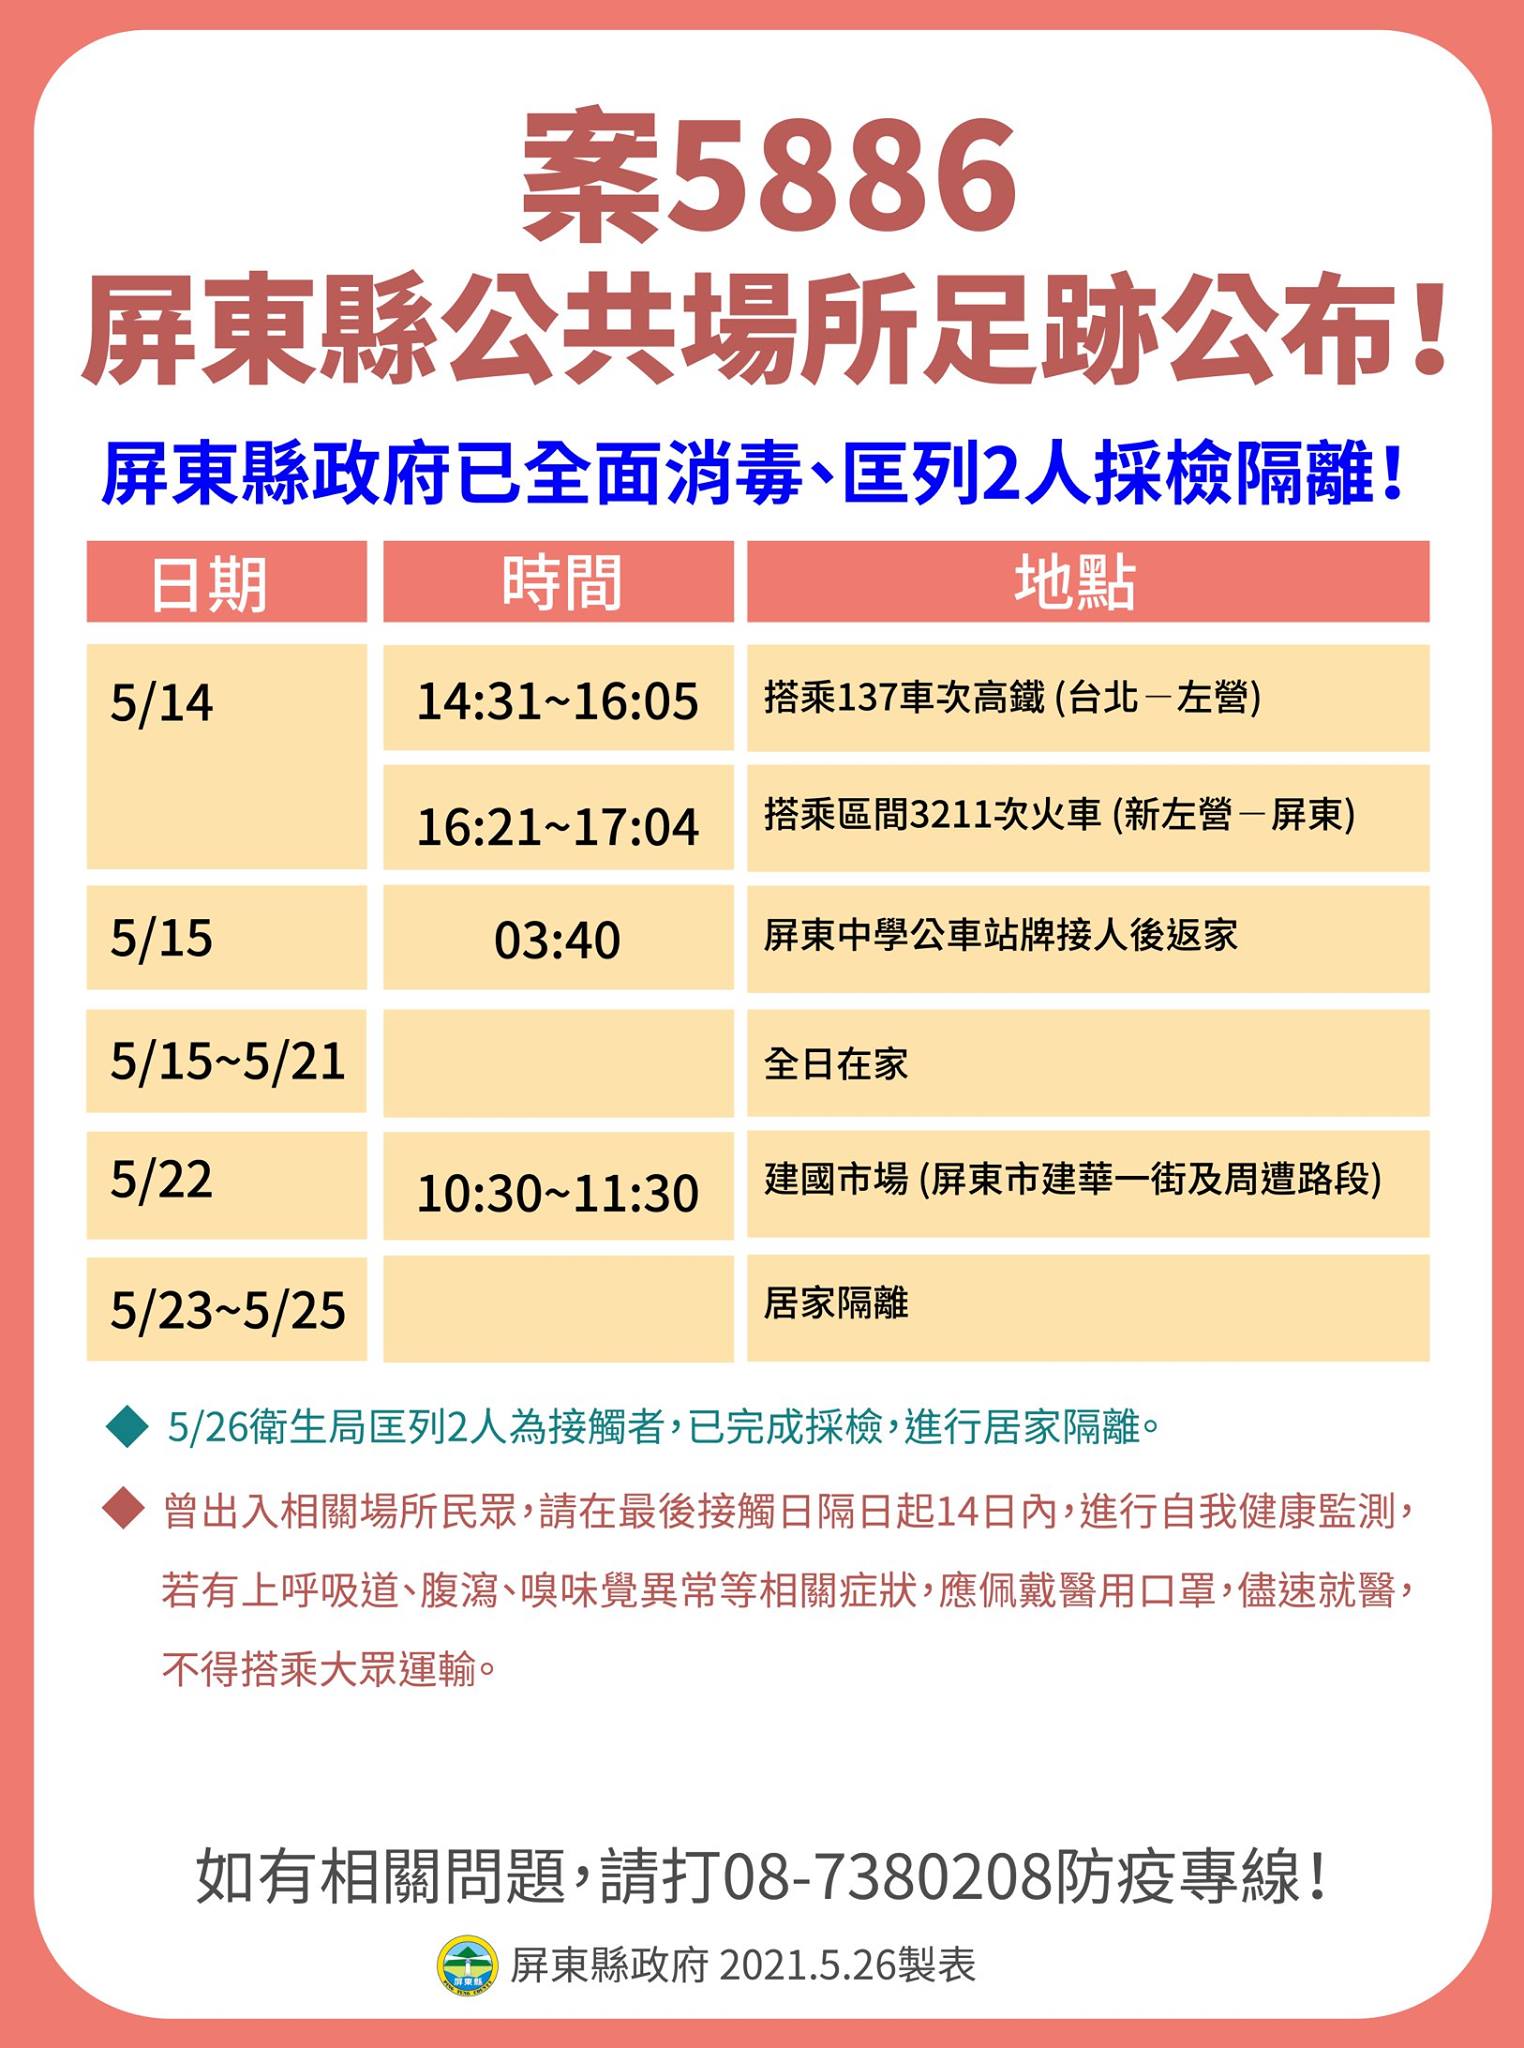 案5886
屏東縣公共場所足跡公布！
屏東縣政府已全面消毒、匡列2人採檢隔離！
日期 時間 地點
5/14 14:31~16:05 搭乘137車次高鐵 (台北－左營)
16:21~17:04 搭乘區間3211次火車 (新左營－屏東)
5/15 03:40 屏東中學公車站牌接人後返家
5/15~5/21 全日在家
5/22 10:30~11:30 建國市場 (屏東市建華一街及周遭路段)
5/23~5/25 居家隔離
5/26衛生局匡列2人為接觸者，已完成採檢，進行居家隔離。
曾出入相關場所民眾，請在最後接觸日隔日起14日內，進行自我健康監測，
若有上呼吸道、腹瀉、嗅味覺異常等相關症狀，應佩戴醫用口罩，儘速就醫，
不得搭乘大眾運輸。
如有相關問題，請打08-7380208防疫專線！
屏東縣
PING TUNG COUNTY
屏東縣政府 2021.5.26製表